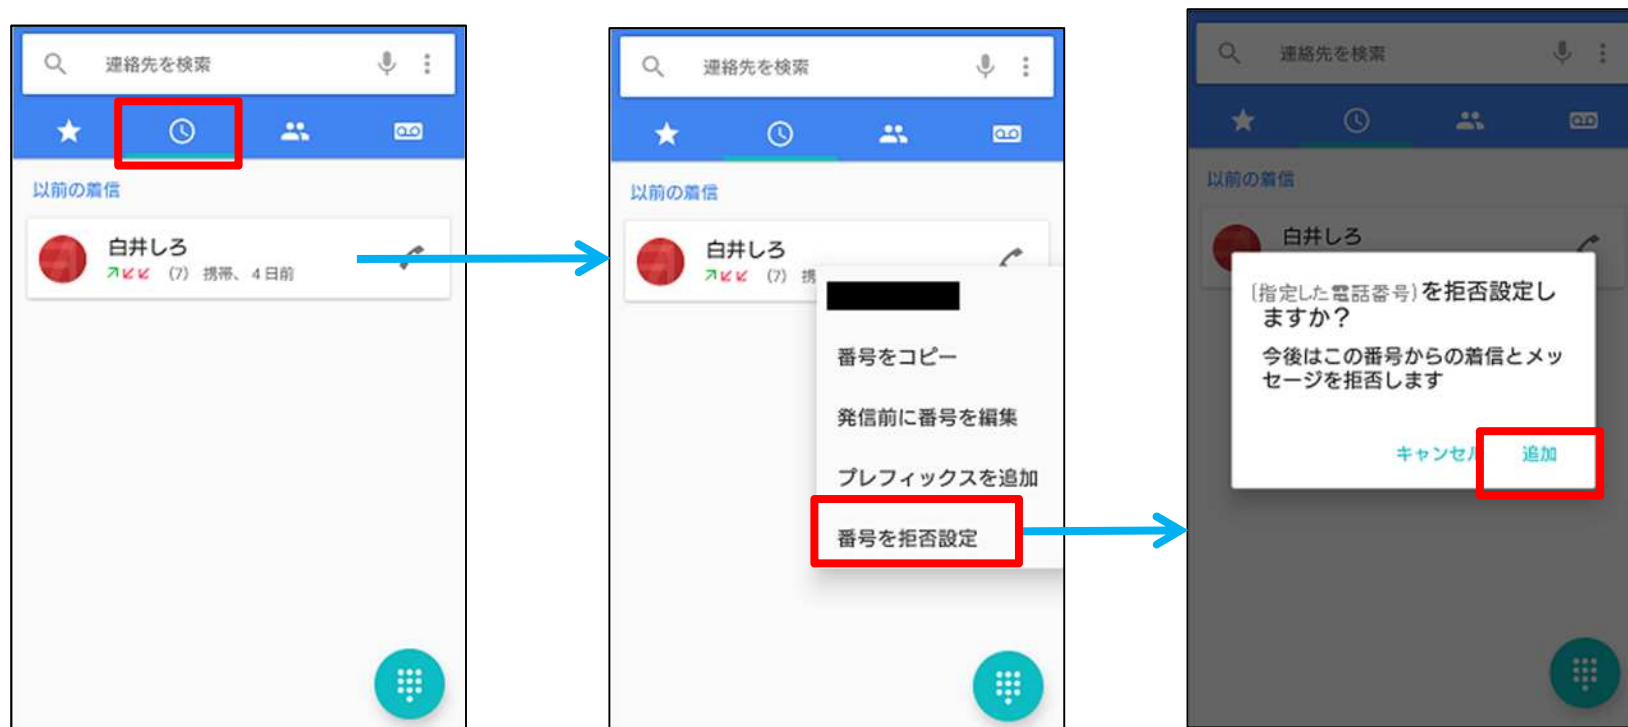 連絡先を検索
以前の着信
白井しろ
(7) 携帯、4日前
連絡先を検索
以前の着信
白井しろ
(7) 携
番号をコピー
発信前に番号を編集
プレフィックスを追加
番号を拒否設定
連絡先を検索
以前の着信
白井しろ
(指定した電話番号)を拒否設定し
ますか？
今後はこの番号からの着信とメッ
セージを拒否します
キャンセル 追加